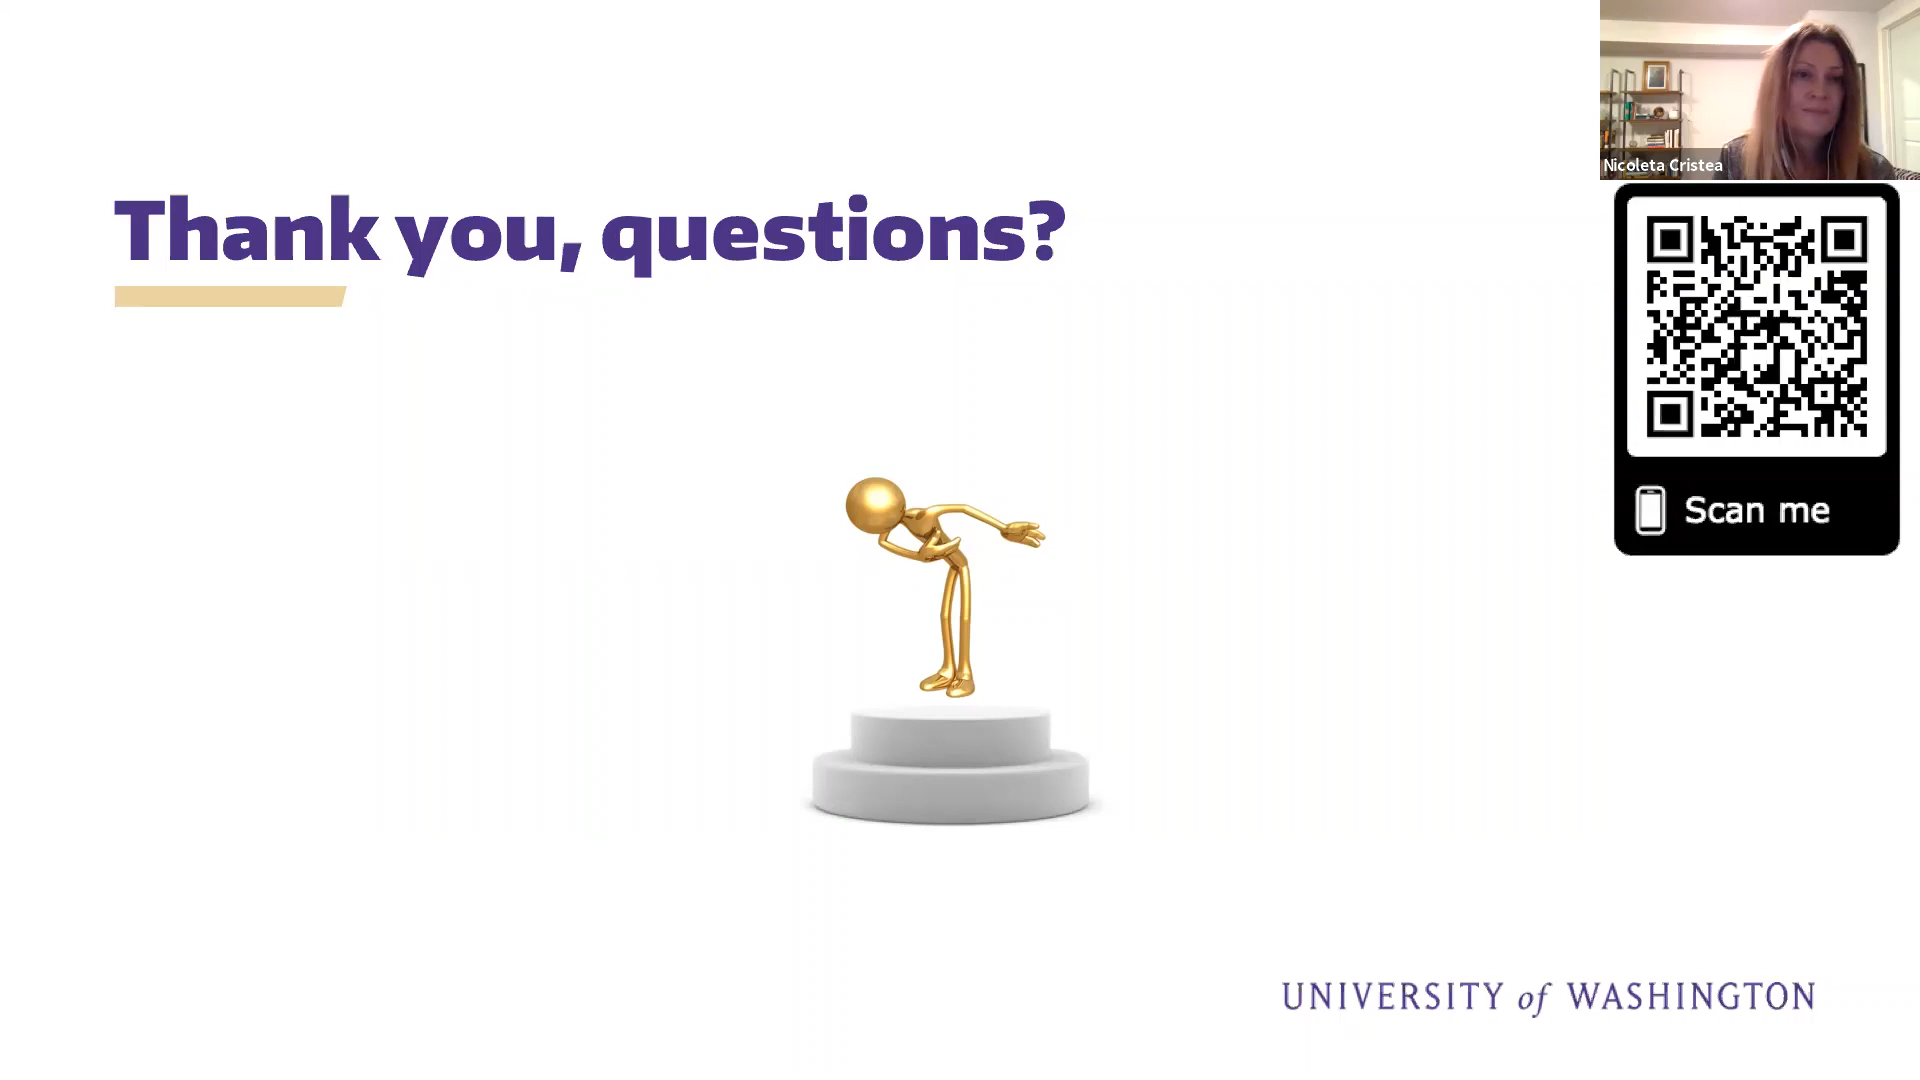 Nicoleta Cristea
Thank you, questions?
Scan me
UNIVERSITY of WASHINGTON